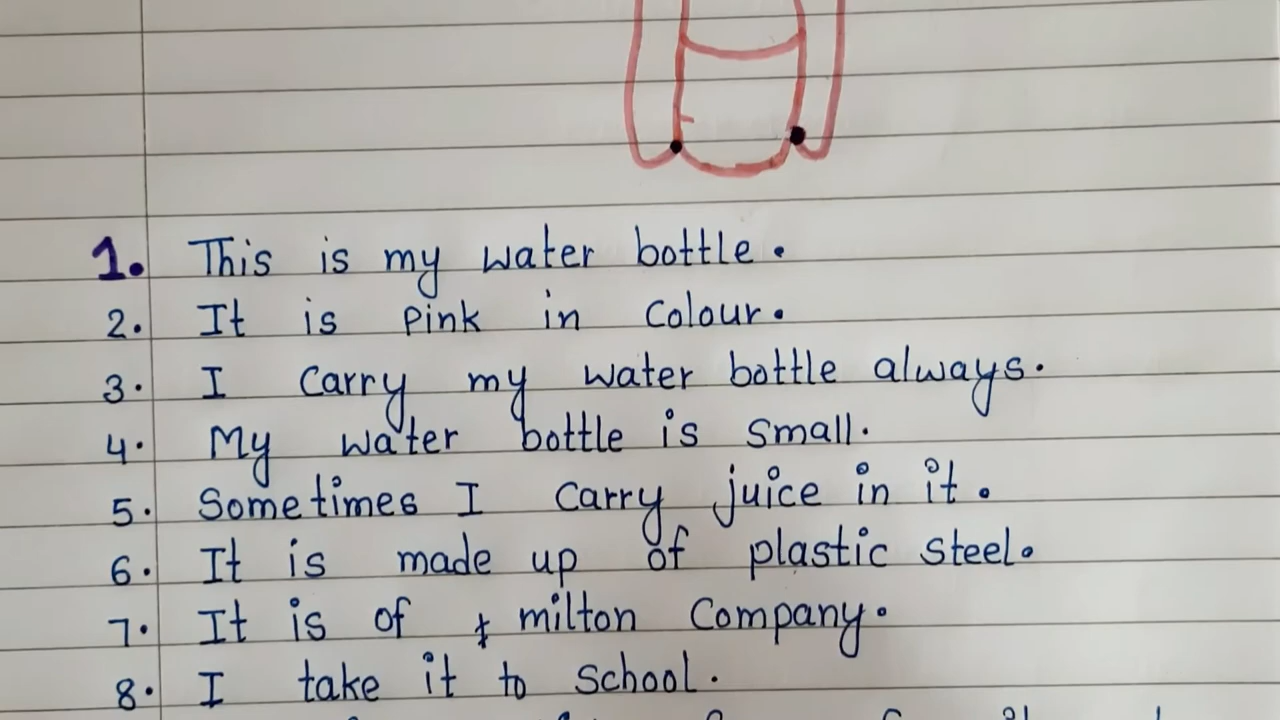 1. This is my water bottle.
2. It is pink in colour.
3. I carry my water bottle always.
4. My water bottle is small.
5. Sometimes I carry juice in it.
6. It is made up of plastic steel.
7. It is of milton company.
8. I take it to school.